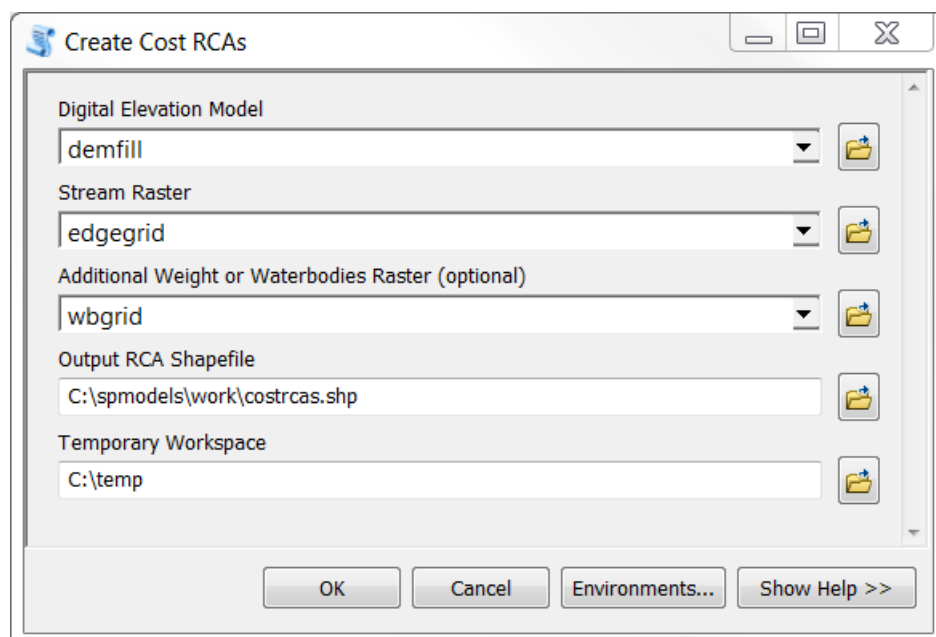 Create Cost RCAs
Digital Elevation Model
demfill
Stream Raster
edgegrid
Additional Weight or Waterbodies Raster (optional)
wbgrid
Output RCA Shapefile
C:\spmodels\work\costrcas.shp
Temporary Workspace
C:\temp
OK Cancel Environments... Show Help >>